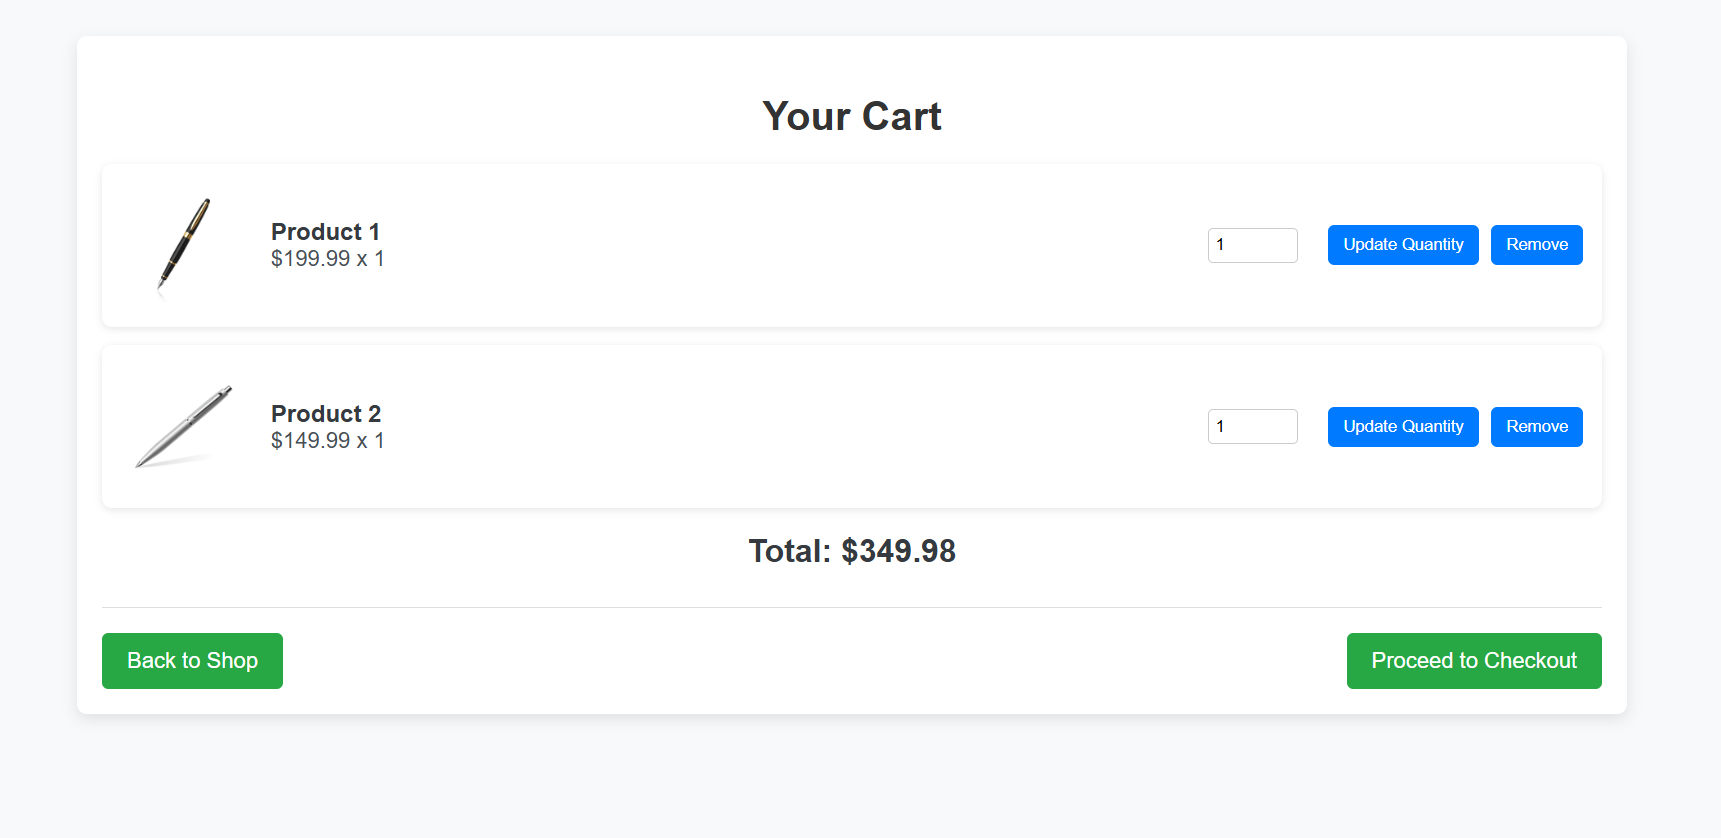 Your Cart
Product 1
$199.99 x 1
1
Update Quantity
Remove
Product 2
$149.99 x 1
1
Update Quantity
Remove
Total: $349.98
Back to Shop
Proceed to Checkout